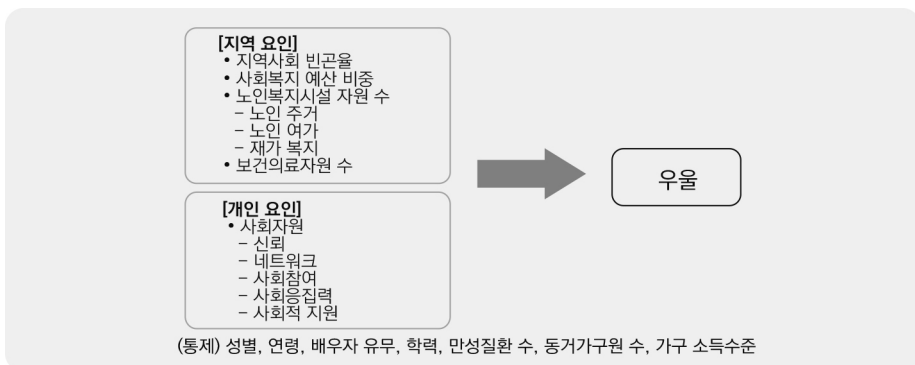 [지역 요인]
• 지역사회 빈곤율
• 사회복지 예산 비중
• 노인복지시설 자원 수
– 노인 주거
– 노인 여가
– 재가 복지
• 보건의료자원 수
우울
[개인 요인]
• 사회자원
– 신뢰
– 네트워크
– 사회참여
– 사회응집력
– 사회적 지원
(통제) 성별, 연령, 배우자 유무, 학력, 만성질환 수, 동거가구원 수, 가구 소득수준